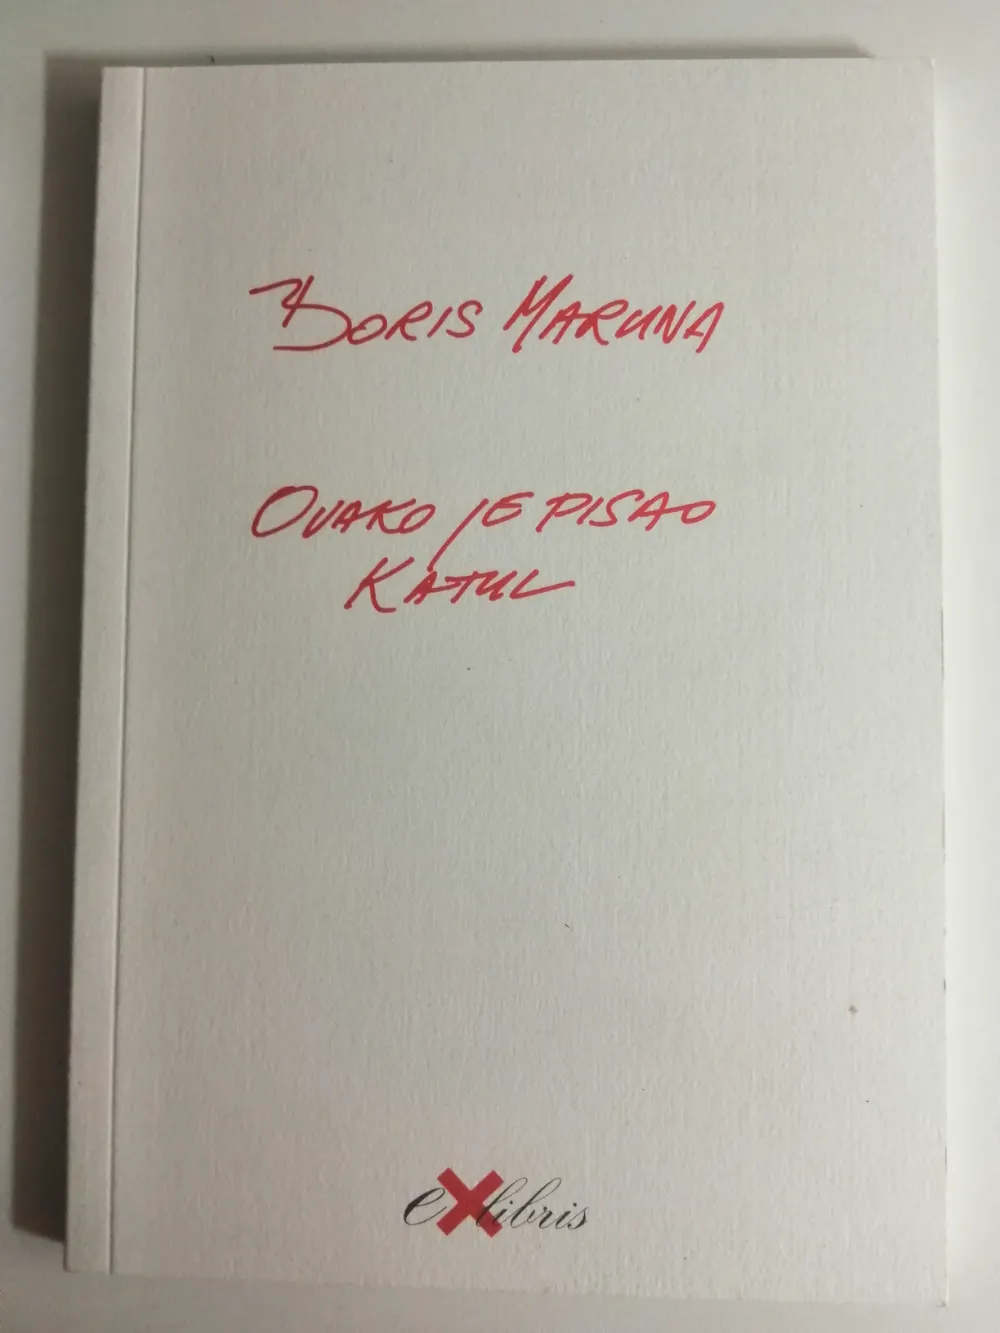 BORIS MARUNA
OVAKO JE PISAO
KATUL
exlibris